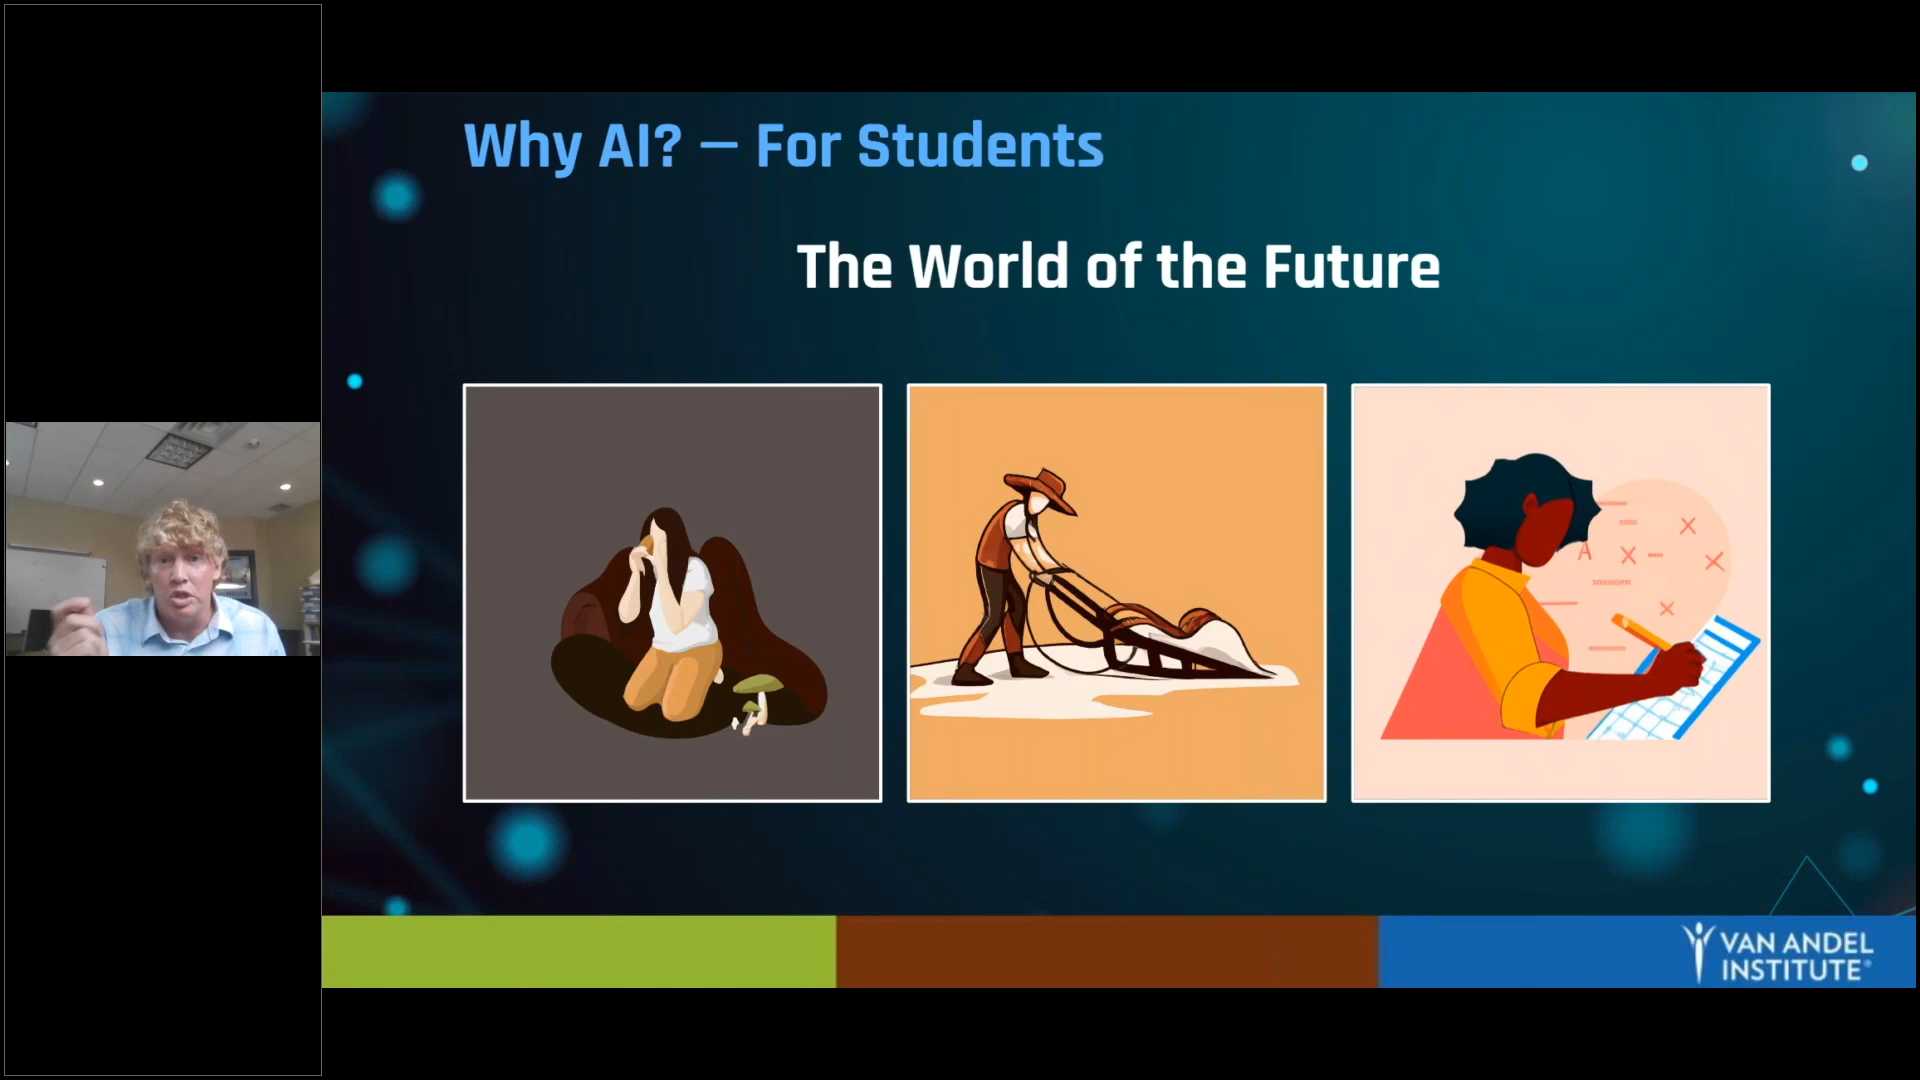 Why AI? – For Students
The World of the Future
A
VAN ANDEL
INSTITUTE®